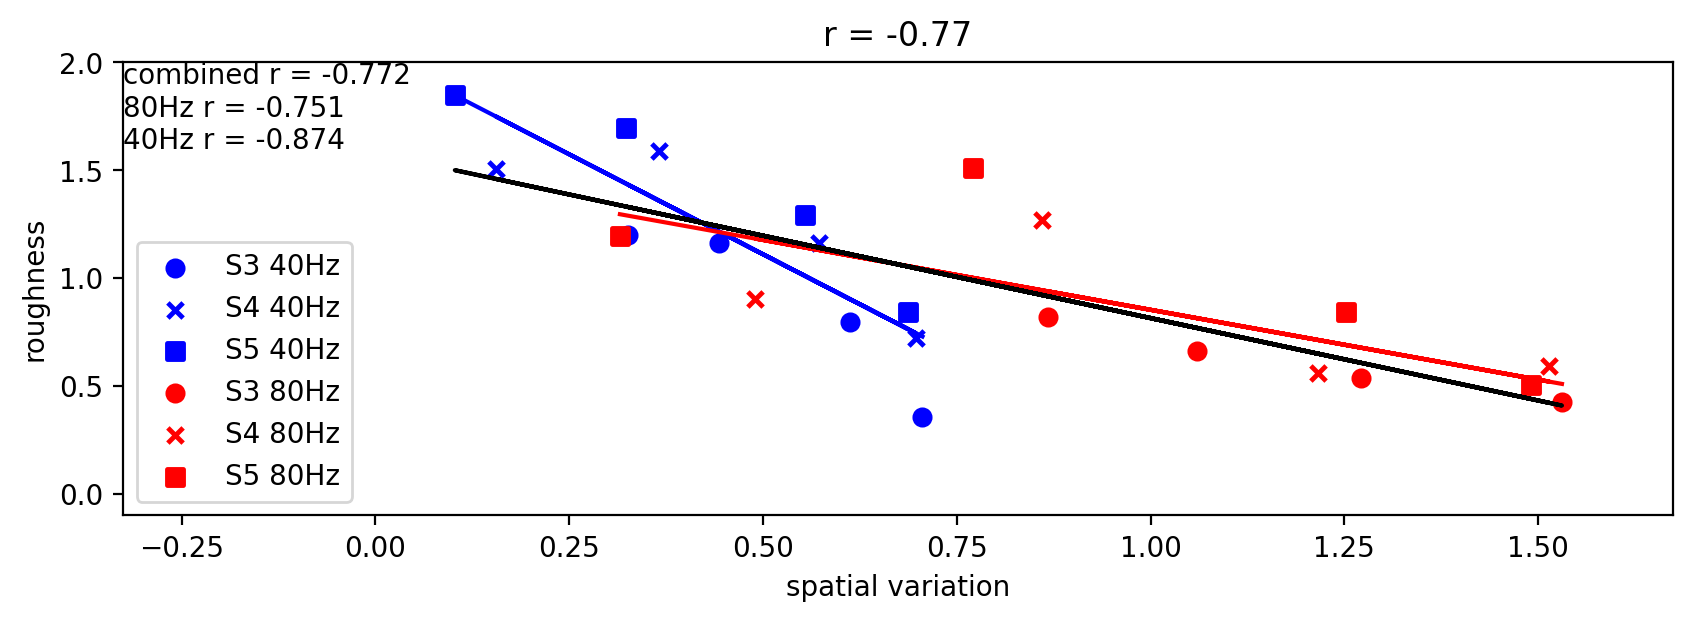 r = -0.77
combined r = -0.772
80Hz r = -0.751
40Hz r = -0.874
2.0
1.5
1.0
0.5
0.0
roughness
S3 40Hz
S4 40Hz
S5 40Hz
S3 80Hz
S4 80Hz
S5 80Hz
−0.25 0.00 0.25 0.50 0.75 1.00 1.25 1.50
spatial variation